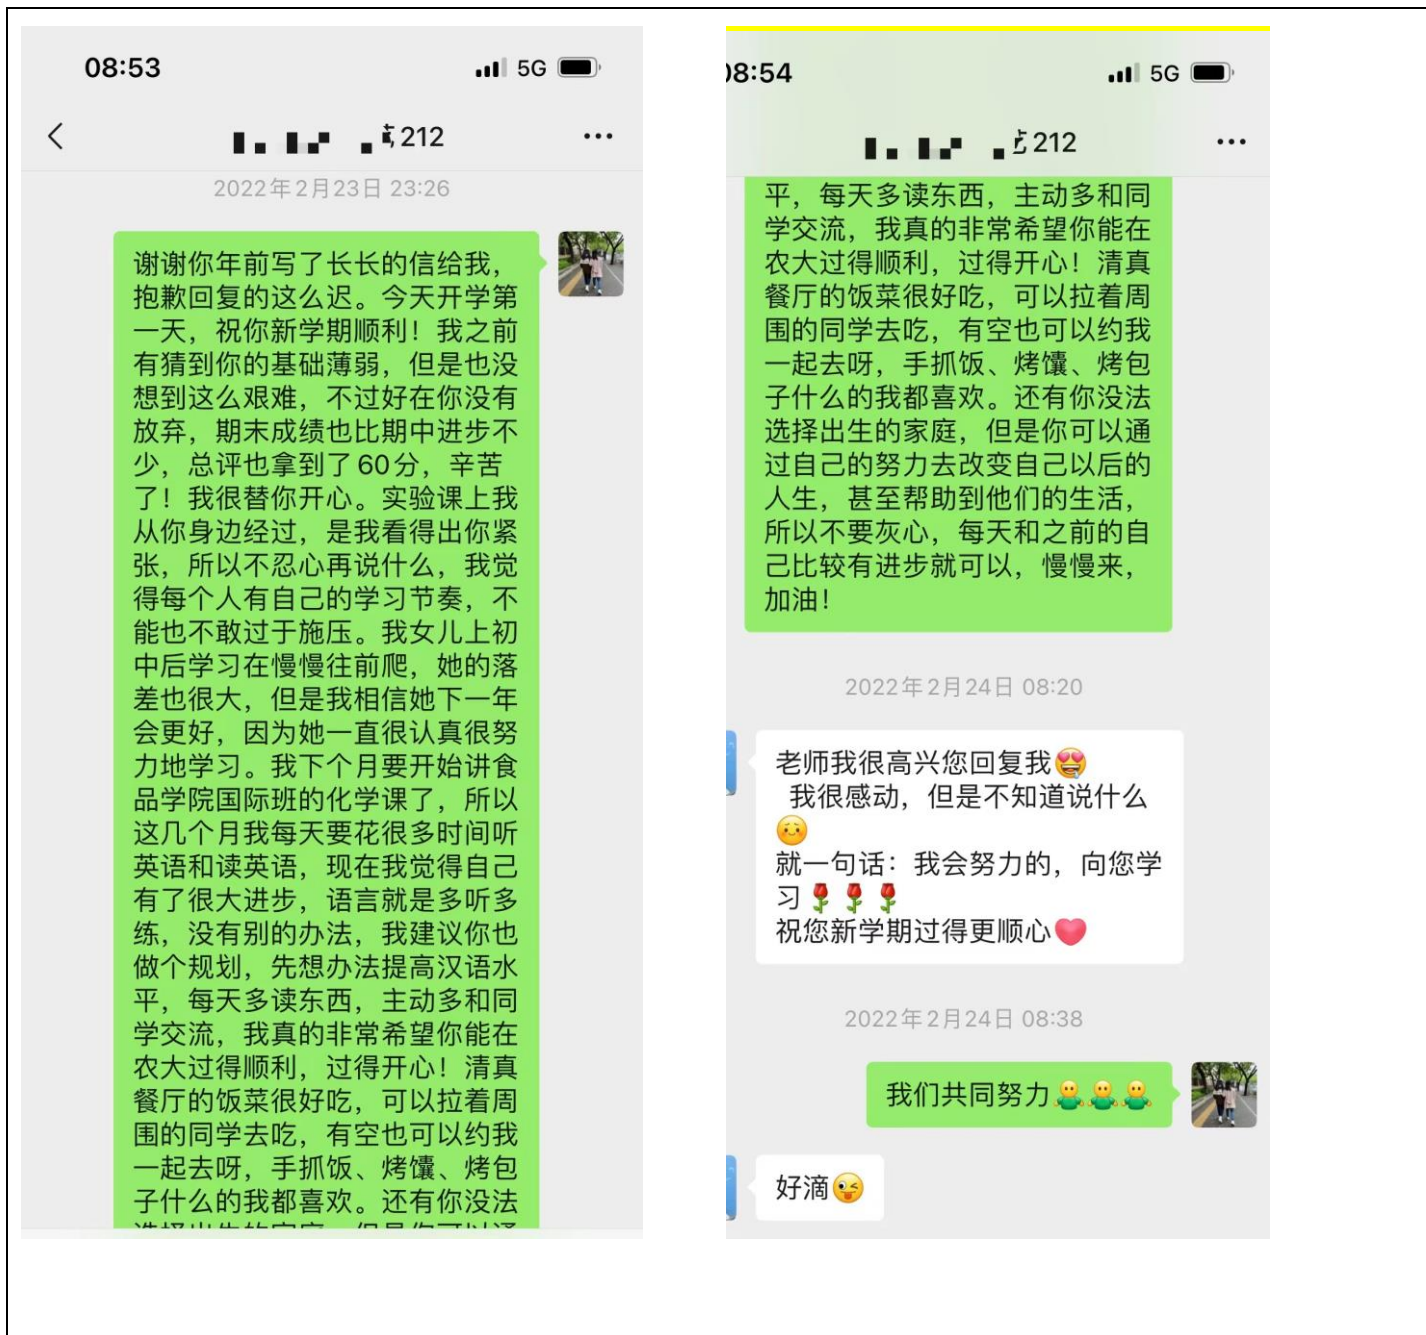 08:53
5G
212
2022年2月23日 23:26
谢谢你年前写了长长的信给我，
抱歉回复的这么迟。今天开学第
一天，祝你新学期顺利！我之前
有猜到你的基础薄弱，但是也没
想到这么艰难，不过好在你没有
放弃，期末成绩也比期中进步不
少，总评也拿到了60分，辛苦
了！我很替你开心。实验课上我
从你身边经过，是我看得出你紧
张，所以不忍心再说什么，我觉
得每个人有自己的学习节奏，不
能也不敢过于施压。我女儿上初
中后学习在慢慢往前爬，她的落
差也很大，但是我相信她下一年
会更好，因为她一直很认真很努
力地学习。我下个月要开始讲食
品学院国际班的化学课了，所以
这几个月我每天要花很多时间听
英语和读英语，现在我觉得自己
有了很大进步，语言就是多听多
练，没有别的办法，我建议你也
做个规划，先想办法提高汉语水
平，每天多读东西，主动多和同
学交流，我真的非常希望你能在
农大过得顺利，过得开心！清真
餐厅的饭菜很好吃，可以拉着周
围的同学去吃，有空也可以约我
一起去呀，手抓饭、烤馕、烤包
子什么的我都喜欢。还有你没法
选择出生的家庭，但是你可以通
08:54
5G
212
平，每天多读东西，主动多和同
学交流，我真的非常希望你能在
农大过得顺利，过得开心！清真
餐厅的饭菜很好吃，可以拉着周
围的同学去吃，有空也可以约我
一起去呀，手抓饭、烤馕、烤包
子什么的我都喜欢。还有你没法
选择出生的家庭，但是你可以通
过自己的努力去改变自己以后的
人生，甚至帮助到他们的生活，
所以不要灰心，每天和之前的自
己比较有进步就可以，慢慢来，
加油！
2022年2月24日 08:20
老师我很高兴您回复我
我很感动，但是不知道说什么
就一句话：我会努力的，向您学
习🌹🌹🌹
祝您新学期过得更顺心
2022年2月24日 08:38
我们共同努力
好滴